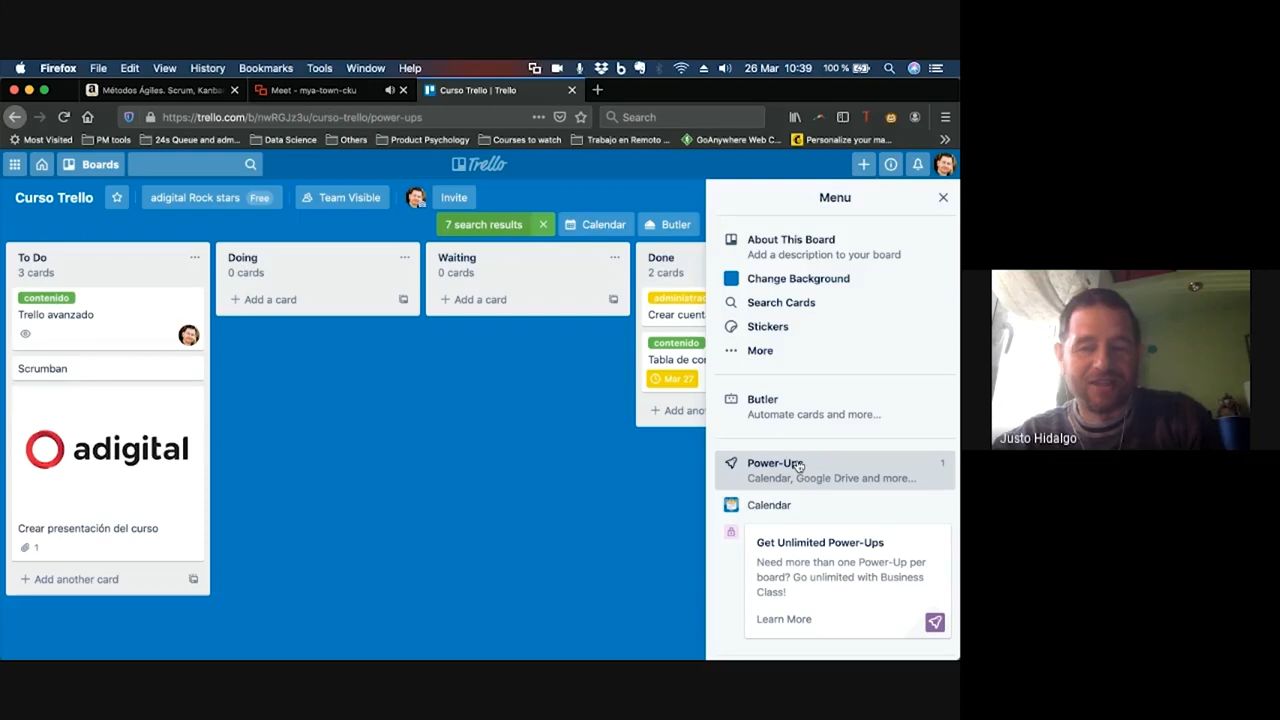 Firefox File Edit View History Bookmarks Tools Window Help 26 Mar 10:39 100 %
Métodos Ágiles. Scrum, Kanba
Meet - mya-town-cku
Curso Trello | Trello
https://trello.com/b/nwRGJz3u/curso-trello/power-ups
Search
Most Visited PM tools 24s Queue and adm... Data Science Others Product Psychology Courses to watch Trabajo en Remoto ... GoAnywhere Web C... Personalize your ma...
Boards
Trello
Curso Trello
adigital Rock stars Free
Team Visible
Invite
7 search results
Calendar
Butler
To Do
3 cards
contenido
Trello avanzado
Scrumban
adigital
Crear presentación del curso
1
+ Add another card
Doing
0 cards
+ Add a card
Waiting
0 cards
+ Add a card
Done
2 cards
administrac
Crear cuent
contenido
Tabla de cor
Mar 27
+ Add ano
Menu
About This Board
Add a description to your board
Change Background
Search Cards
Stickers
More
Butler
Automate cards and more...
Power-Ups 1
Calendar, Google Drive and more...
Calendar
Get Unlimited Power-Ups
Need more than one Power-Up per
board? Go unlimited with Business
Class!
Learn More
Justo Hidalgo